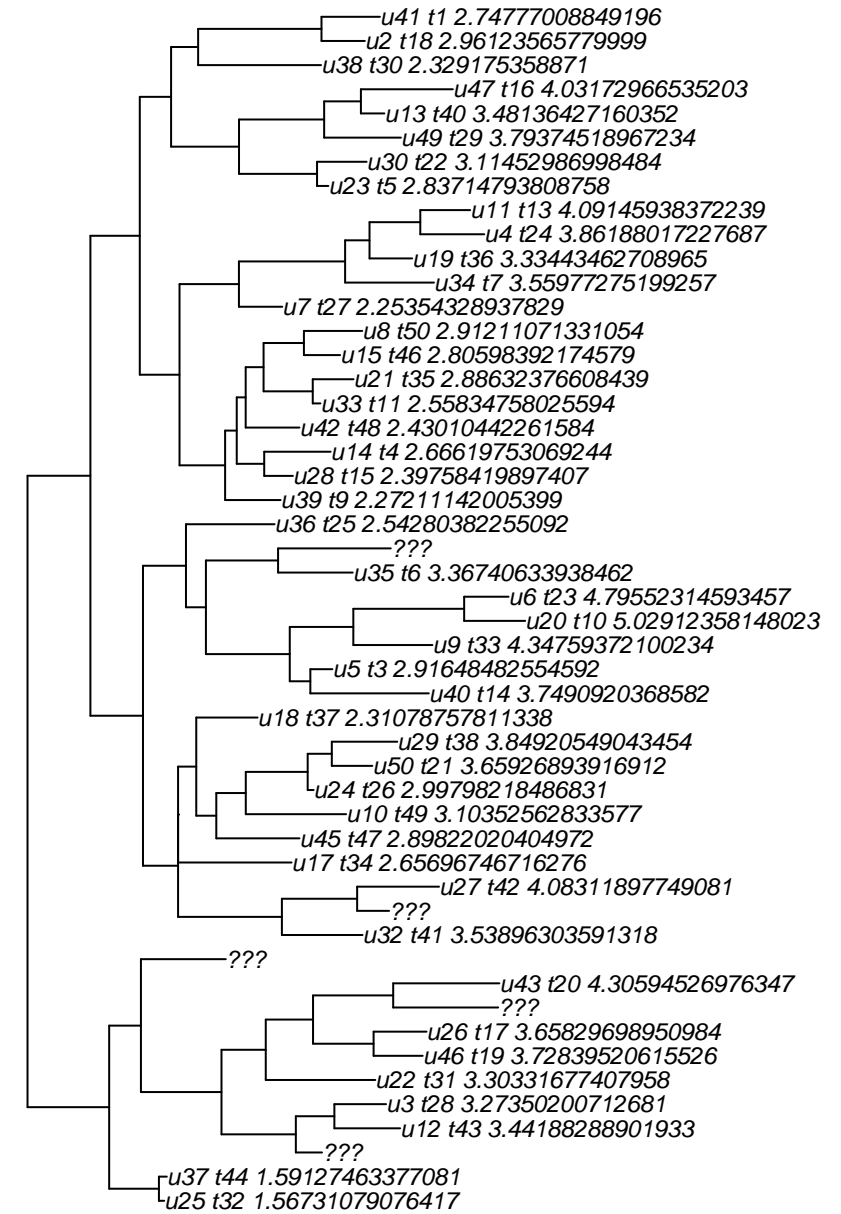 u41 t1 2.74777008849196
u2 t18 2.96123565779999
u38 t30 2.329175358871
u47 t16 4.03172966535203
u13 t40 3.48136427160352
u49 t29 3.79374518967234
u30 t22 3.11452986998484
u23 t5 2.83714793808758
u11 t13 4.09145938372239
u4 t24 3.86188017227687
u19 t36 3.33443462708965
u34 t7 3.55977275199257
u7 t27 2.25354328937829
u8 t50 2.91211071331054
u15 t46 2.80598392174579
u21 t35 2.88632376608439
u33 t11 2.55834758025594
u42 t48 2.43010442261584
u14 t4 2.66619753069244
u28 t15 2.39758419897407
u39 t9 2.27211142005399
u36 t25 2.54280382255092
???
u35 t6 3.36740633938462
u6 t23 4.79552314593457
u20 t10 5.02912358148023
u9 t33 4.34759372100234
u5 t3 2.91648482554592
u40 t14 3.7490920368582
u18 t37 2.31078757811338
u29 t38 3.84920549043454
u50 t21 3.65926893916912
u24 t26 2.99798218486831
u10 t49 3.10352562833577
u45 t47 2.89822020404972
u17 t34 2.65696746716276
u27 t42 4.08311897749081
???
u32 t41 3.53896303591318
???
u43 t20 4.30594526976347
???
u26 t17 3.65829698950984
u46 t19 3.72839520615526
u22 t31 3.30331677407958
u3 t28 3.27350200712681
u12 t43 3.44188288901933
???
u37 t44 1.59127463377081
u25 t32 1.56731079076417